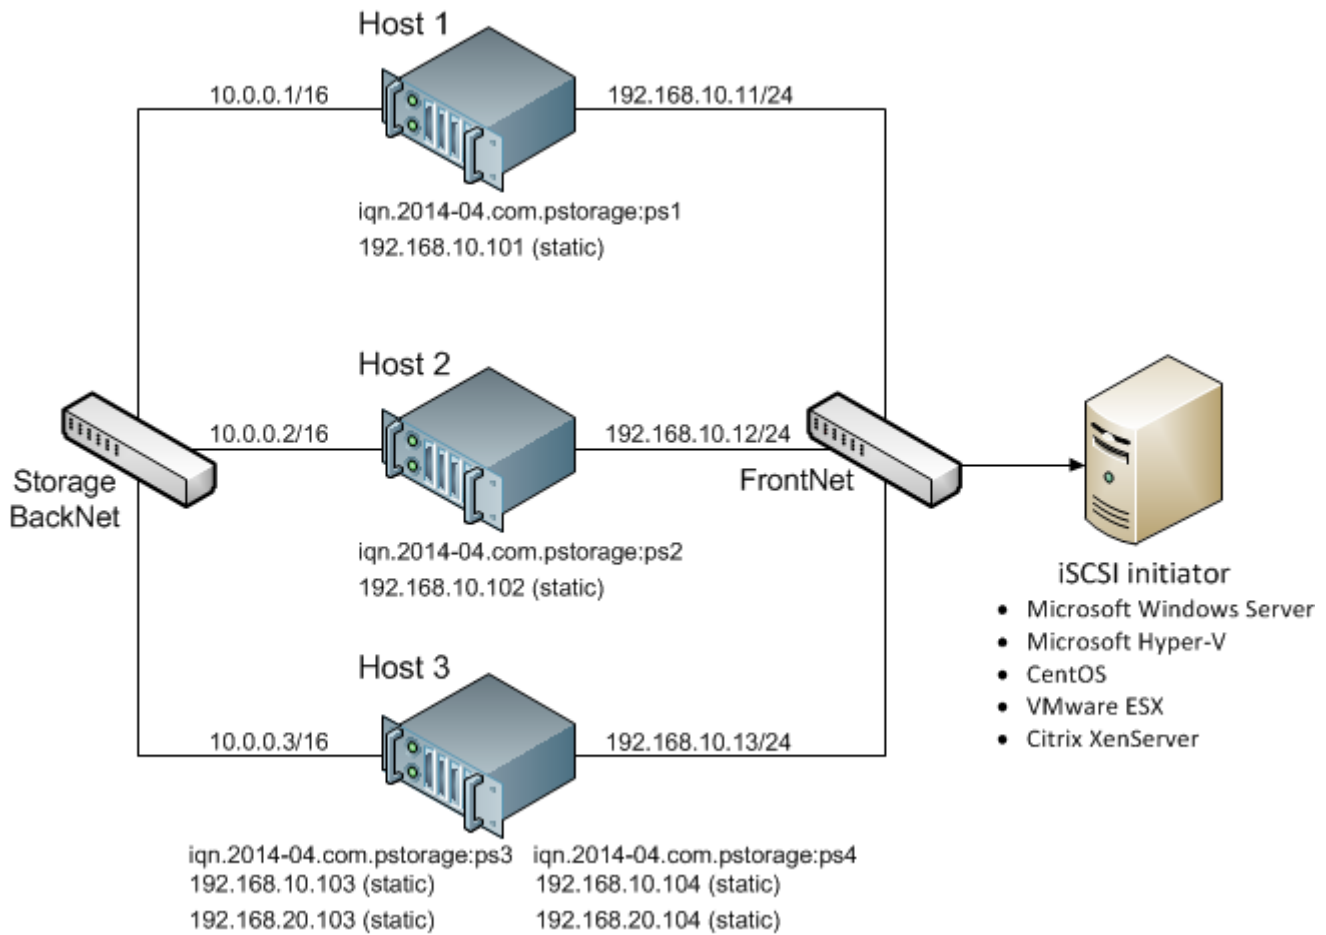 Host 1
10.0.0.1/16
192.168.10.11/24
iqn.2014-04.com.pstorage:ps1
192.168.10.101 (static)
Host 2
10.0.0.2/16
192.168.10.12/24
Storage
BackNet
FrontNet
iqn.2014-04.com.pstorage:ps2
192.168.10.102 (static)
iSCSI initiator
• Microsoft Windows Server
• Microsoft Hyper-V
• CentOS
• VMware ESX
• Citrix XenServer
Host 3
10.0.0.3/16
192.168.10.13/24
iqn.2014-04.com.pstorage:ps3
192.168.10.103 (static)
192.168.20.103 (static)
iqn.2014-04.com.pstorage:ps4
192.168.10.104 (static)
192.168.20.104 (static)